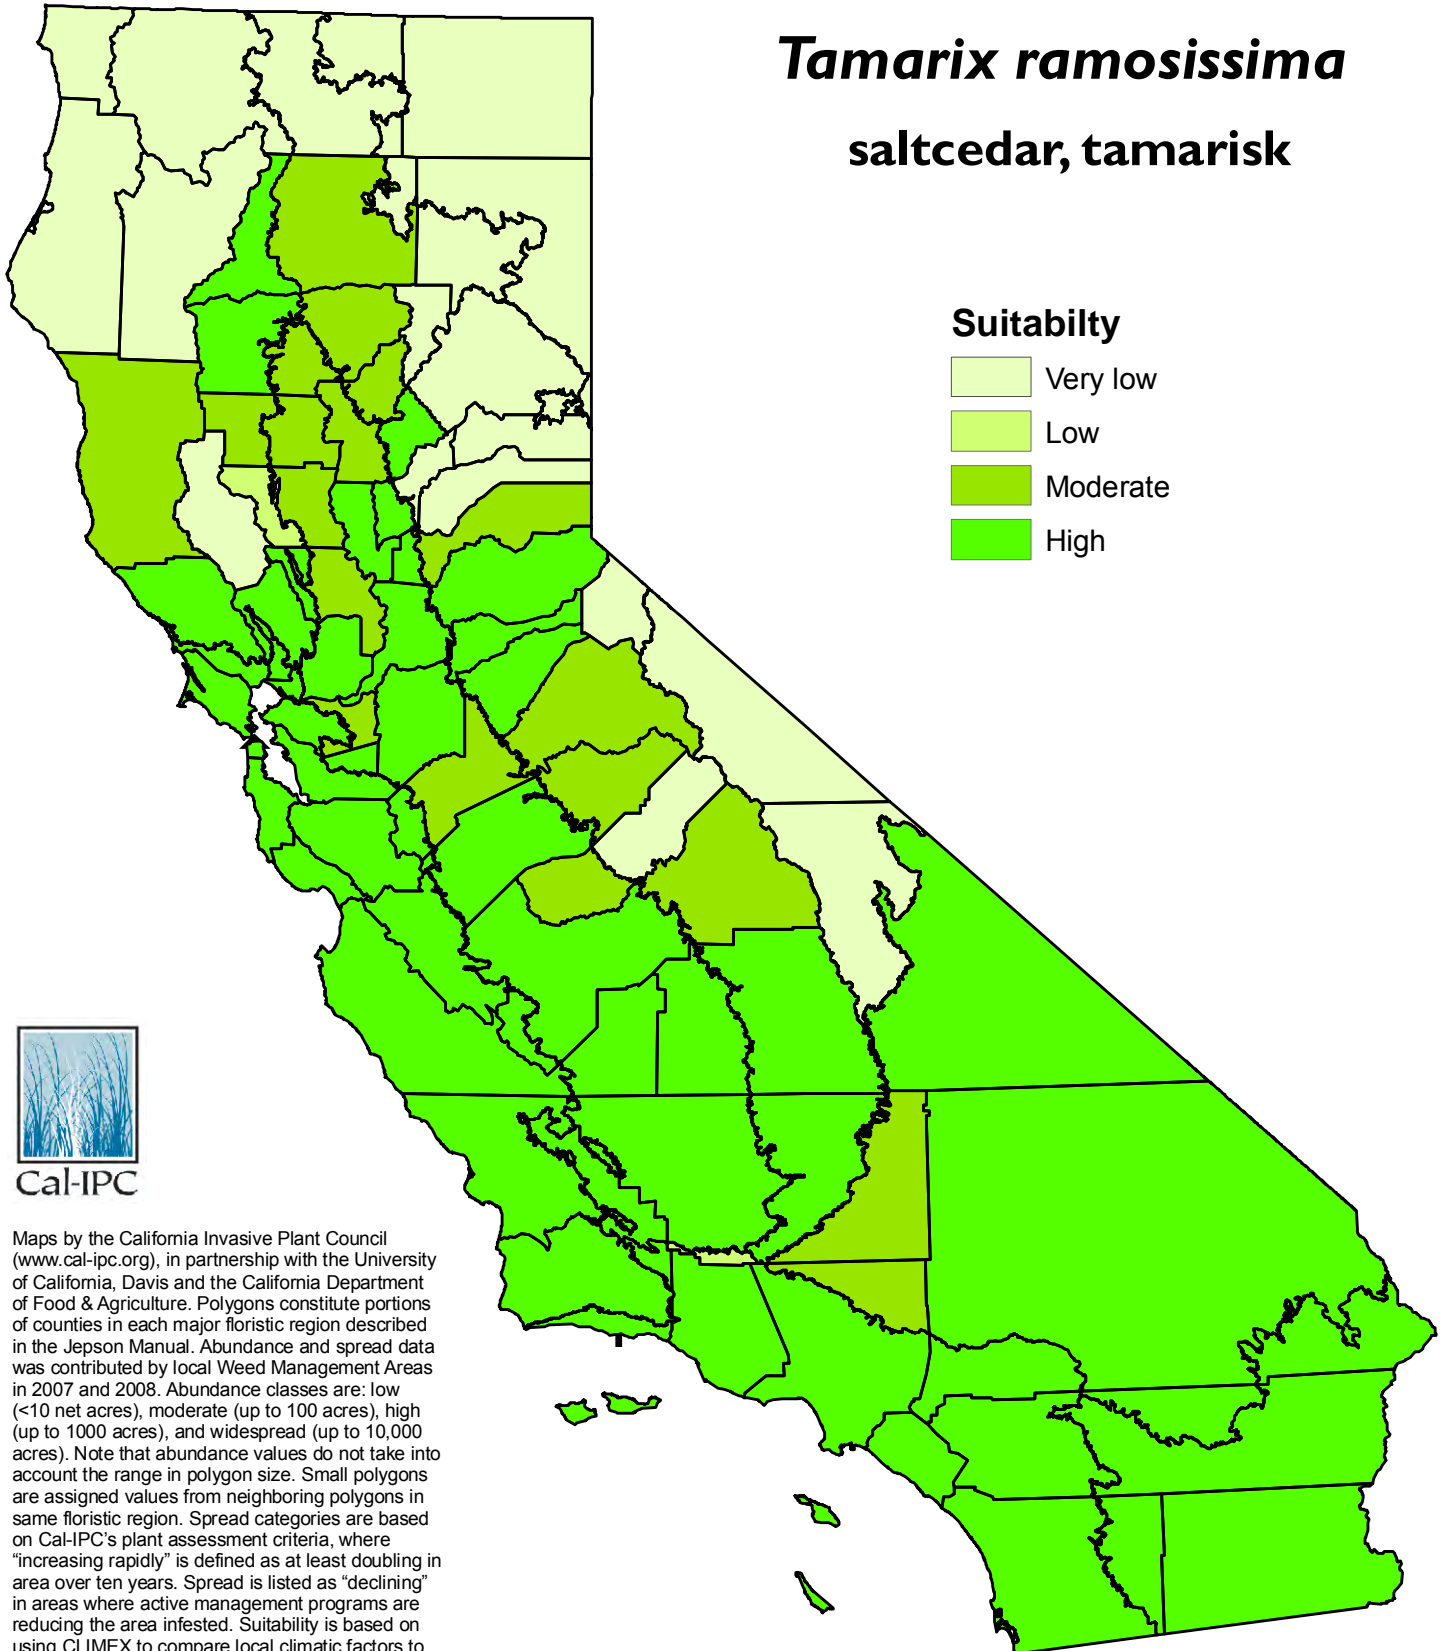 Tamarix ramosissima
saltcedar, tamarisk
Suitabilty
Very low
Low
Moderate
High
Cal-IPC
Maps by the California Invasive Plant Council
(www.cal-ipc.org), in partnership with the University
of California, Davis and the California Department
of Food & Agriculture. Polygons constitute portions
of counties in each major floristic region described
in the Jepson Manual. Abundance and spread data
was contributed by local Weed Management Areas
in 2007 and 2008. Abundance classes are: low
(<10 net acres), moderate (up to 100 acres), high
(up to 1000 acres), and widespread (up to 10,000
acres). Note that abundance values do not take into
account the range in polygon size. Small polygons
are assigned values from neighboring polygons in
same floristic region. Spread categories are based
on Cal-IPC’s plant assessment criteria, where
“increasing rapidly” is defined as at least doubling in
area over ten years. Spread is listed as “declining”
in areas where active management programs are
reducing the area infested. Suitability is based on
using CLIMEX to compare local climatic factors to